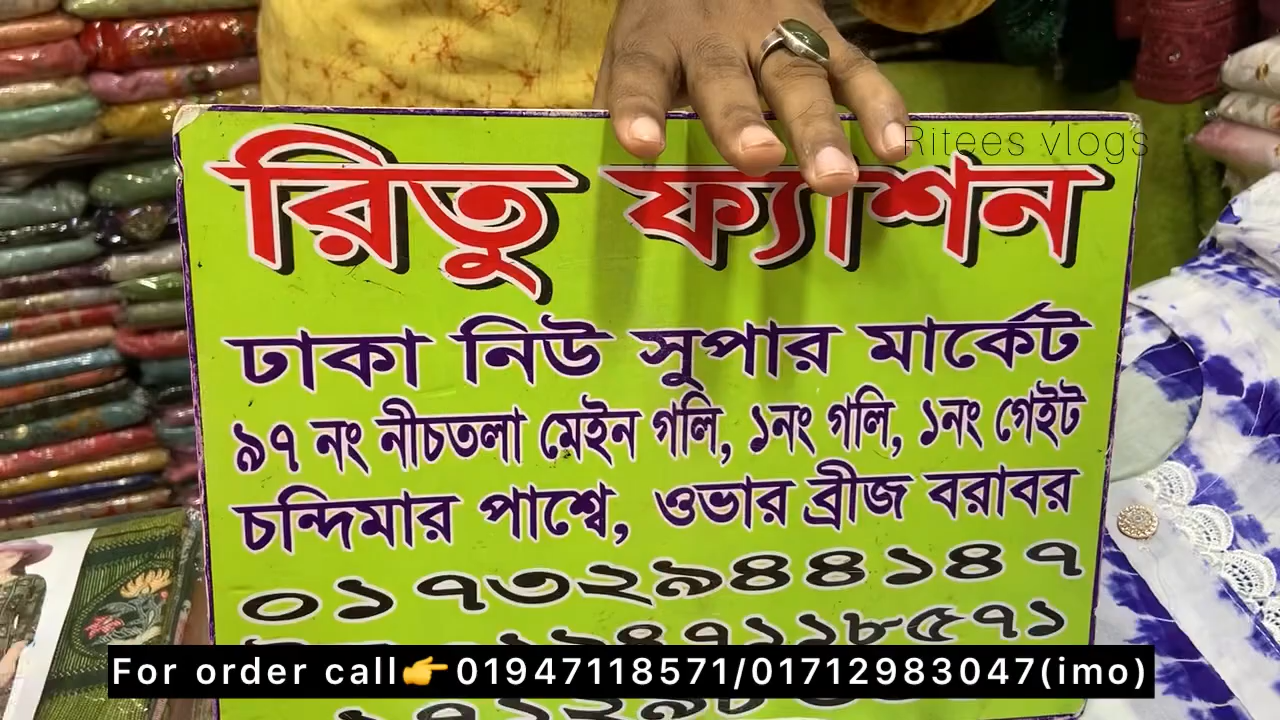 Ritees vlogs
রিতু ফ্যাশন
ঢাকা নিউ সুপার মার্কেট
৯৭ নং নীচতলা মেইন গলি, ১নং গলি, ১নং গেইট
চন্দিমার পাশ্বে, ওভার ব্রীজ বরাবর
০১৭৩২৯৪৪১৪৭
For order call👉01947118571/01712983047(imo)